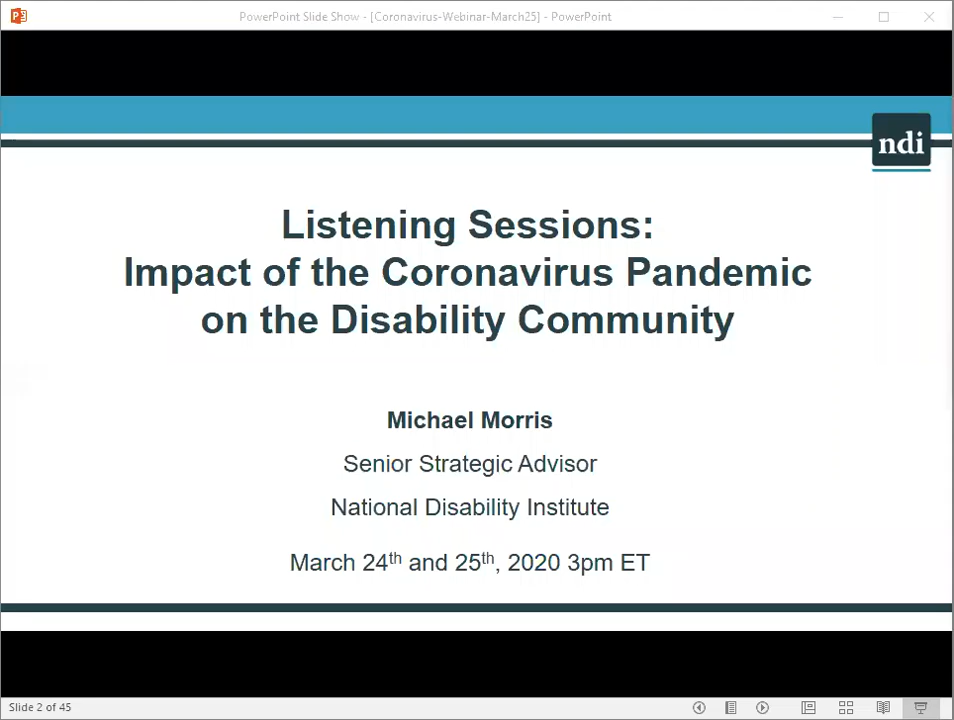 PowerPoint Slide Show - [Coronavirus-Webinar-March25] - PowerPoint
ndi
Listening Sessions:
Impact of the Coronavirus Pandemic
on the Disability Community
Michael Morris
Senior Strategic Advisor
National Disability Institute
March 24th and 25th, 2020 3pm ET
Slide 2 of 45